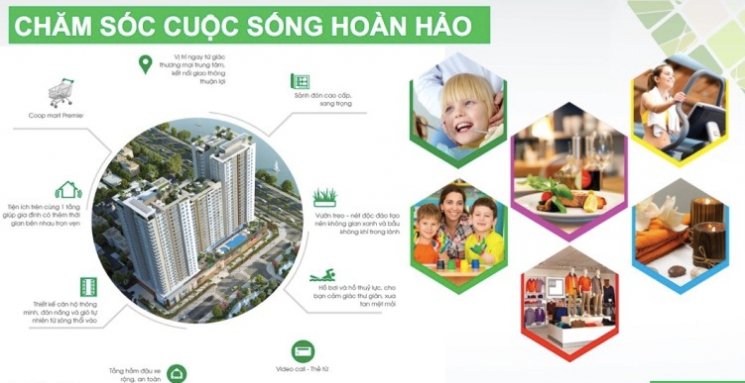 CHĂM SÓC CUỘC SỐNG HOÀN HẢO
Vị trí ngay tứ giác
thương mại trung tâm,
kết nối giao thông
thuận lợi
Coop mart Premier
Sảnh đón cao cấp,
sang trọng
Tiện ích trên cùng 1 tầng
giúp gia đình có thêm thời
gian bên nhau trọn vẹn
Vườn treo - nét độc đáo tạo
nên không gian xanh và bầu
không khí trong lành
Thiết kế căn hộ thông
minh, đón nắng và gió tự
nhiên từ sông thổi vào
Hồ bơi và hồ thuỷ lực, cho
bạn cảm giác thư giãn, xua
tan mệt mỏi
Tầng hầm đậu xe
rộng, an toàn
Video call - Thẻ từ